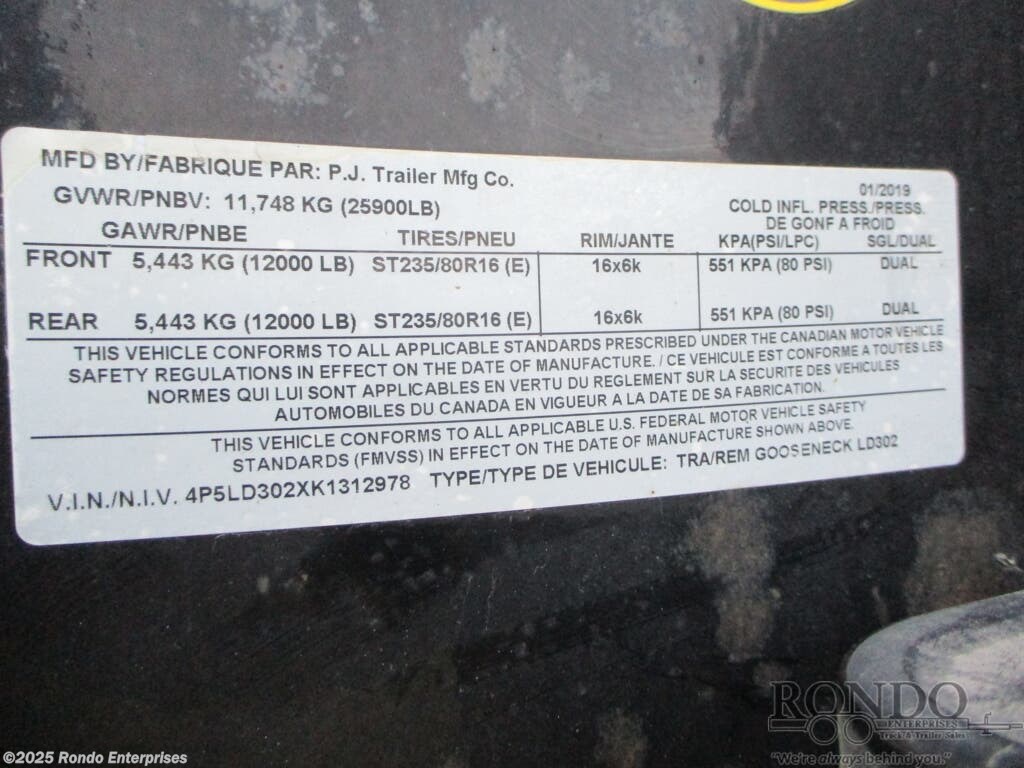 MFD BY/FABRIQUE PAR: P.J. Trailer Mfg Co.
01/2019
GVWR/PNBV: 11,748 KG (25900LB)
COLD INFL. PRESS./PRESS.
DE GONF A FROID
GAWR/PNBE TIRES/PNEU RIM/JANTE KPA(PSI/LPC) SGL/DUAL
FRONT 5,443 KG (12000 LB) ST235/80R16 (E) 16x6k 551 KPA (80 PSI) DUAL
REAR 5,443 KG (12000 LB) ST235/80R16 (E) 16x6k 551 KPA (80 PSI) DUAL
THIS VEHICLE CONFORMS TO ALL APPLICABLE STANDARDS PRESCRIBED UNDER THE CANADIAN MOTOR VEHICLE
SAFETY REGULATIONS IN EFFECT ON THE DATE OF MANUFACTURE. / CE VEHICULE EST CONFORME A TOUTES LES
NORMES QUI LUI SONT APPLICABLES EN VERTU DU REGLEMENT SUR LA SECURITE DES VEHICULES
AUTOMOBILES DU CANADA EN VIGUEUR A LA DATE DE SA FABRICATION.
THIS VEHICLE CONFORMS TO ALL APPLICABLE U.S. FEDERAL MOTOR VEHICLE SAFETY
STANDARDS (FMVSS) IN EFFECT ON THE DATE OF MANUFACTURE SHOWN ABOVE.
V.I.N./N.I.V. 4P5LD302XK1312978 TYPE/TYPE DE VEHICULE: TRA/REM GOOSENECK LD302
RONDO
ENTERPRISES
Truck & Trailer Sales
"We're always behind you."
©2025 Rondo Enterprises